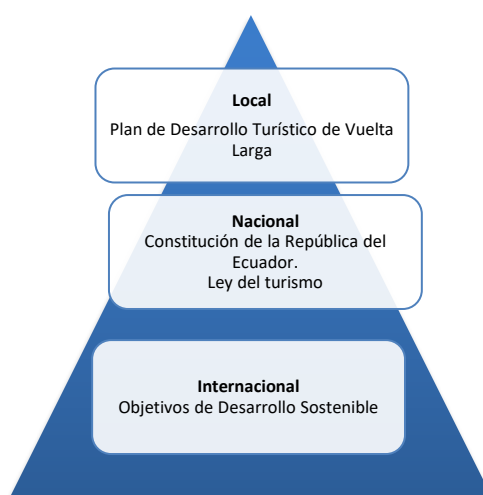 Local
Plan de Desarrollo Turístico de Vuelta
Larga
Nacional
Constitución de la República del
Ecuador.
Ley del turismo
Internacional
Objetivos de Desarrollo Sostenible